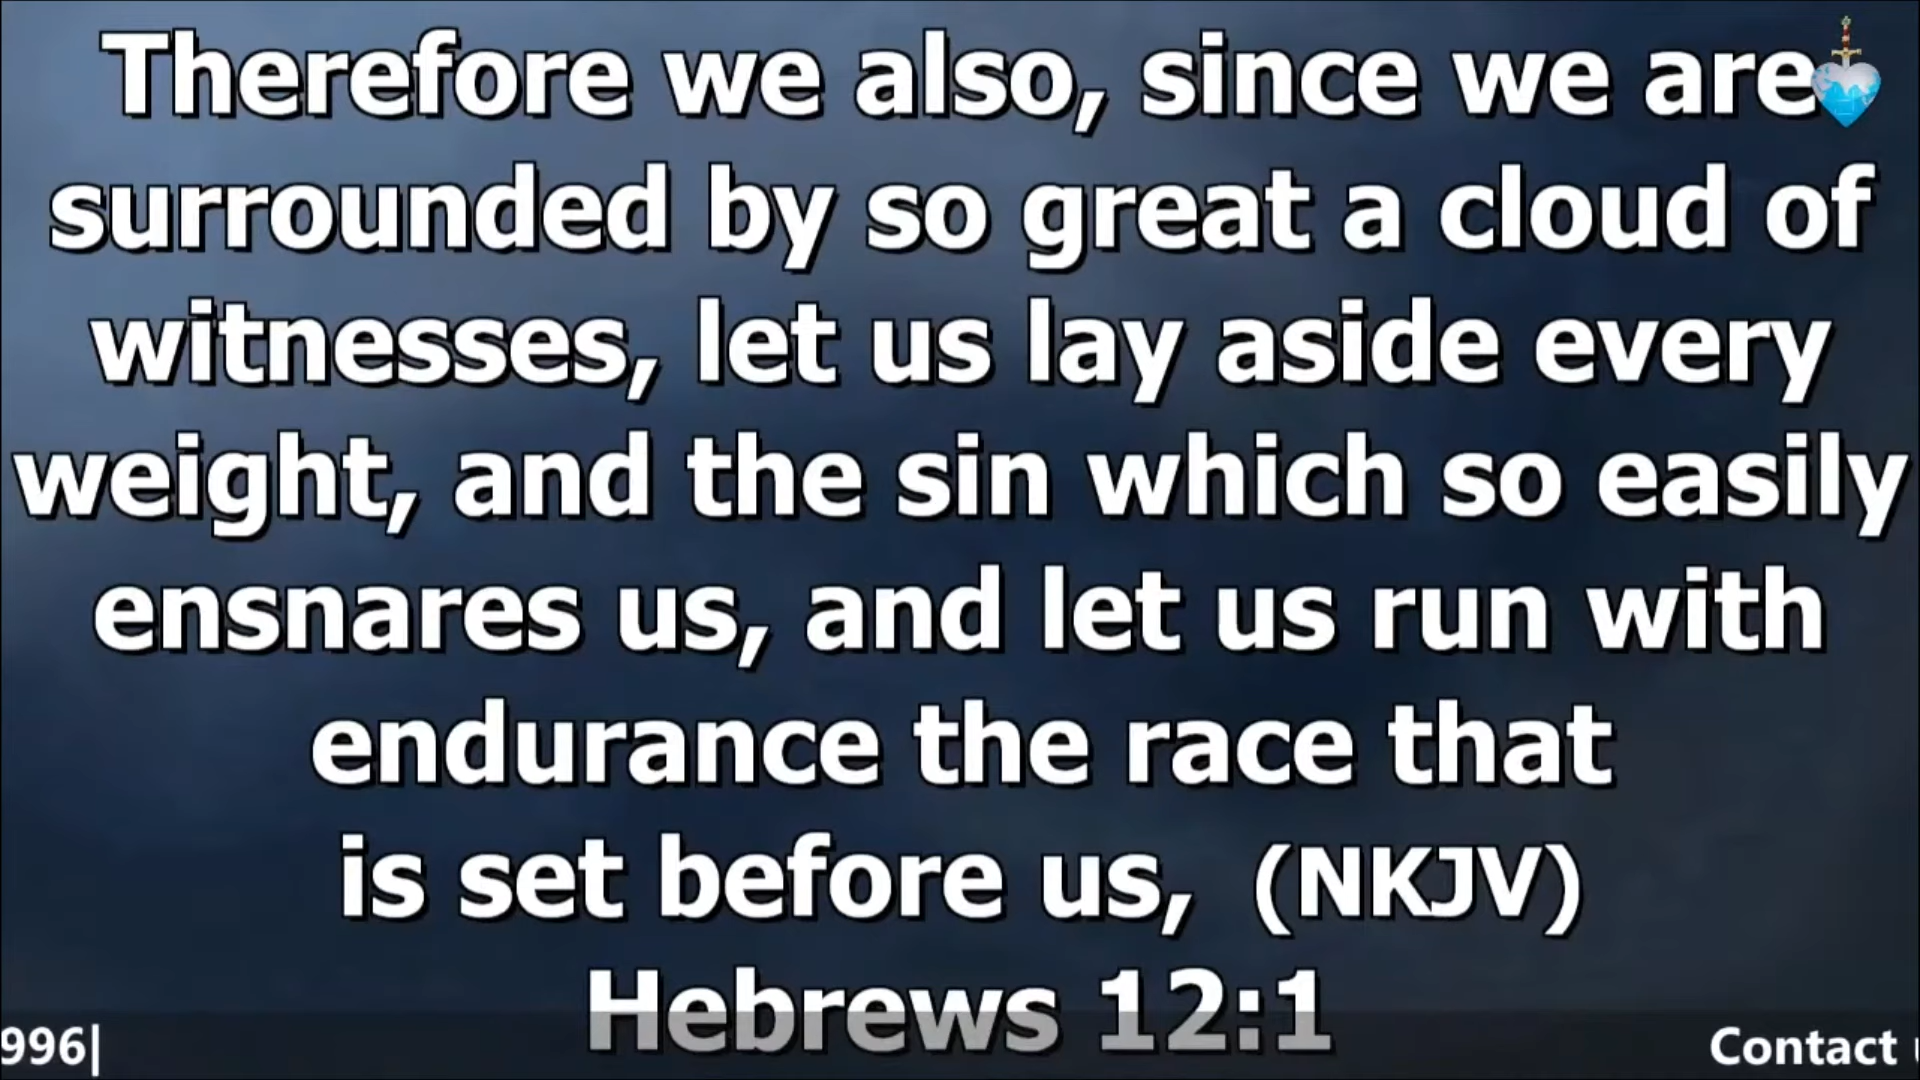 Therefore we also, since we are
surrounded by so great a cloud of
witnesses, let us lay aside every
weight, and the sin which so easily
ensnares us, and let us run with
endurance the race that
is set before us, (NKJV)
Hebrews 12:1
996| Contact